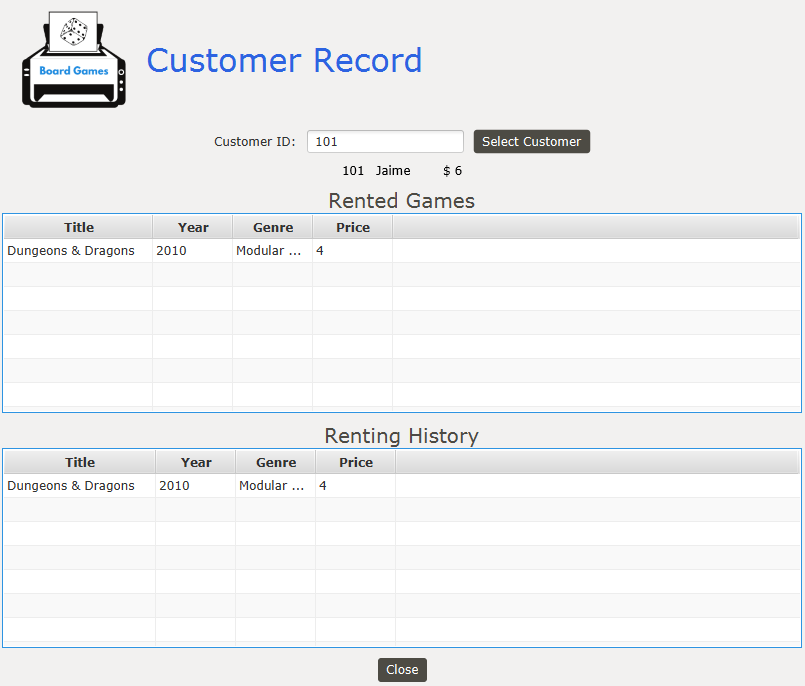 Board Games
Customer Record
Customer ID: 101 Select Customer
101 Jaime $ 6
Rented Games
Title Year Genre Price
Dungeons & Dragons 2010 Modular ... 4
Renting History
Title Year Genre Price
Dungeons & Dragons 2010 Modular ... 4
Close